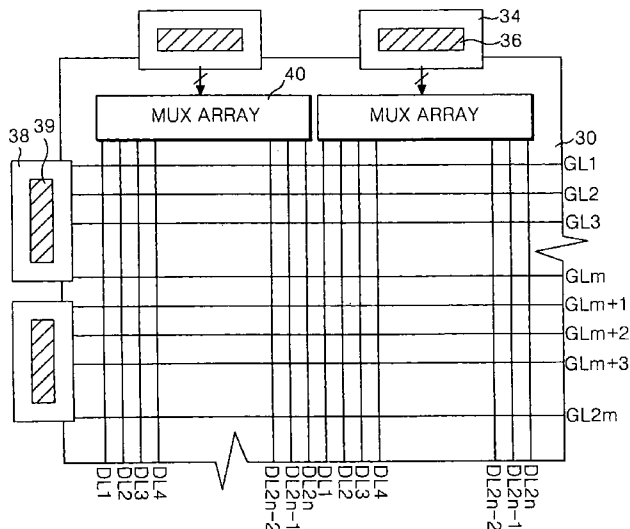 34
36
40
MUX ARRAY
MUX ARRAY
38
39
30
GL1
GL2
GL3
GLm
GLm+1
GLm+2
GLm+3
GL2m
DL1
DL2
DL3
DL4
DL2n-2
DL2n-1
DL2n
DL1
DL2
DL3
DL4
DL2n-2
DL2n-1
DL2n